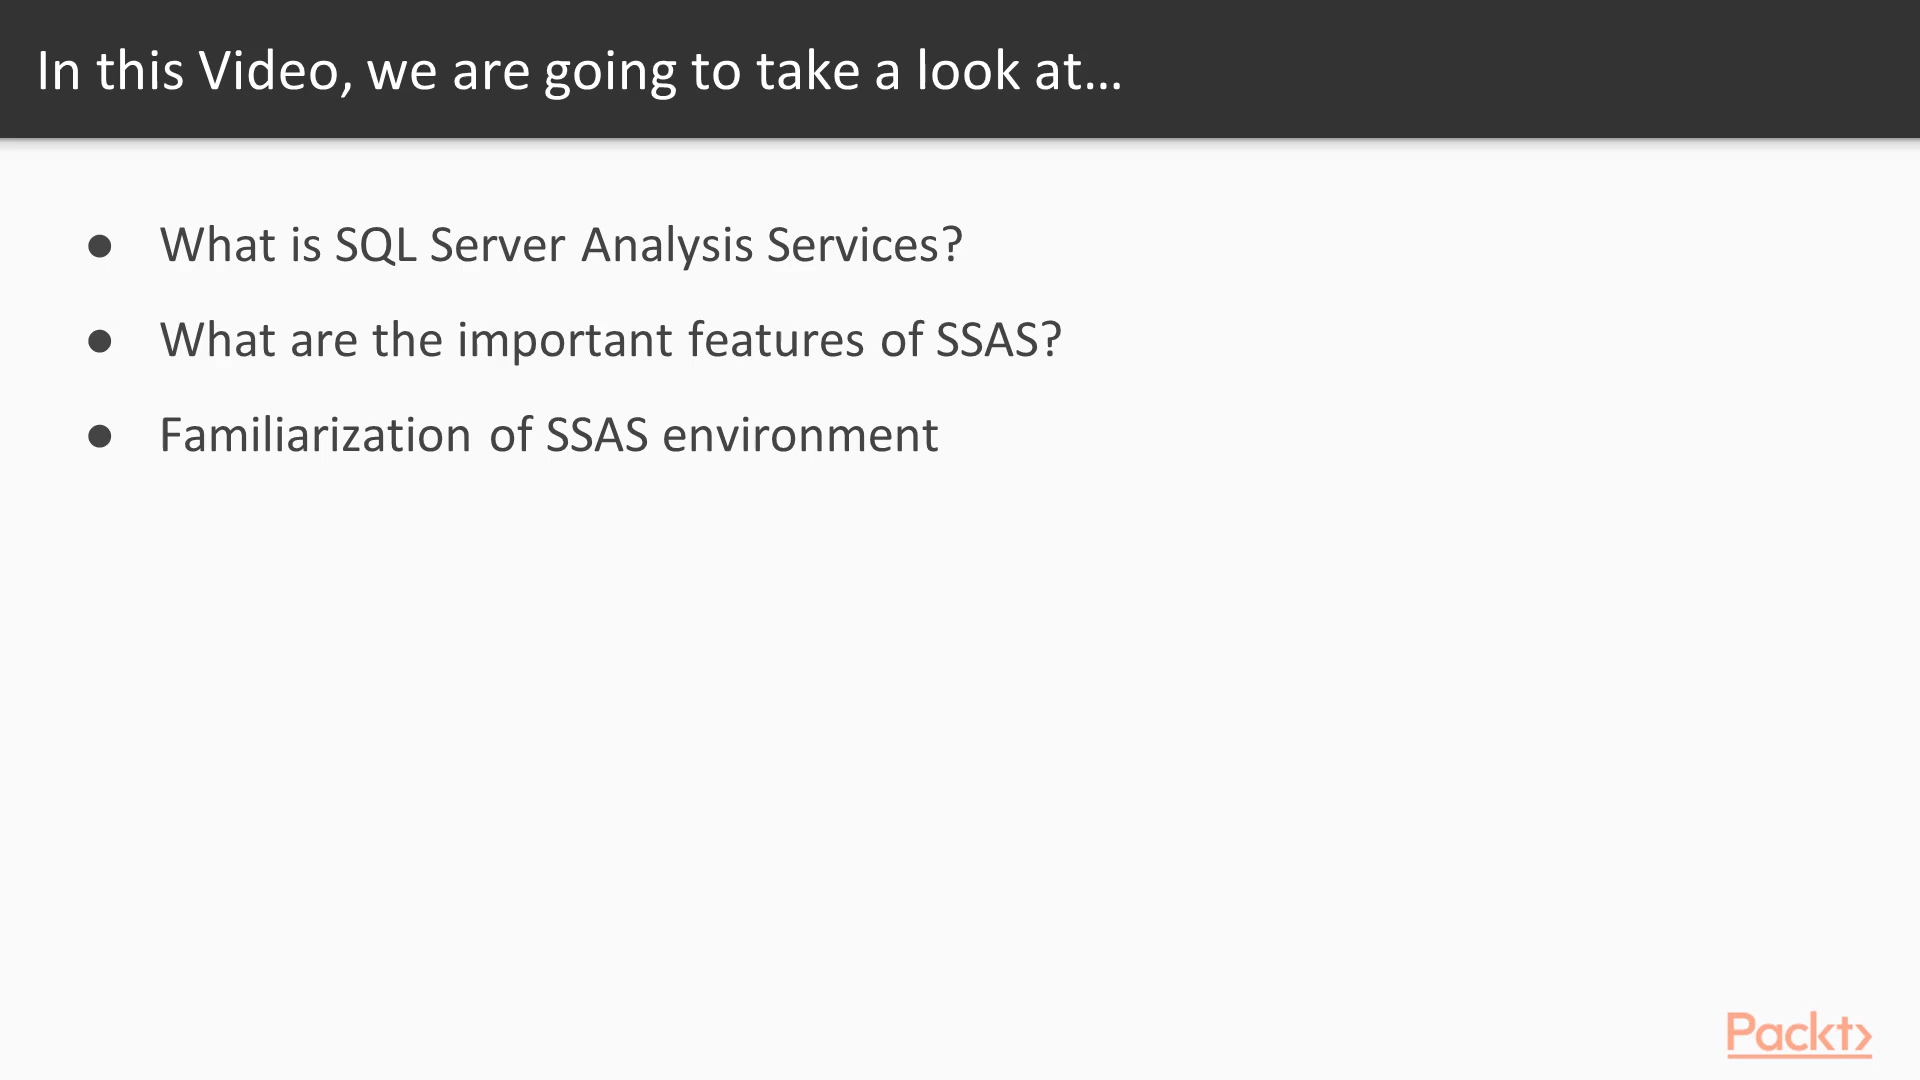 In this Video, we are going to take a look at...
● What is SQL Server Analysis Services?
● What are the important features of SSAS?
● Familiarization of SSAS environment
Packt>